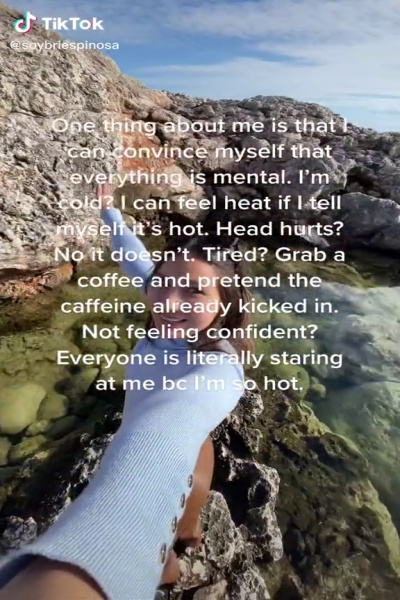 TikTok
@soybriespinosa
One thing about me is that I
can convince myself that
everything is mental. I'm
cold? I can feel heat if I tell
myself it's hot. Head hurts?
No it doesn't. Tired? Grab a
coffee and pretend the
caffeine already kicked in.
Not feeling confident?
Everyone is literally staring
at me bc I'm so hot.